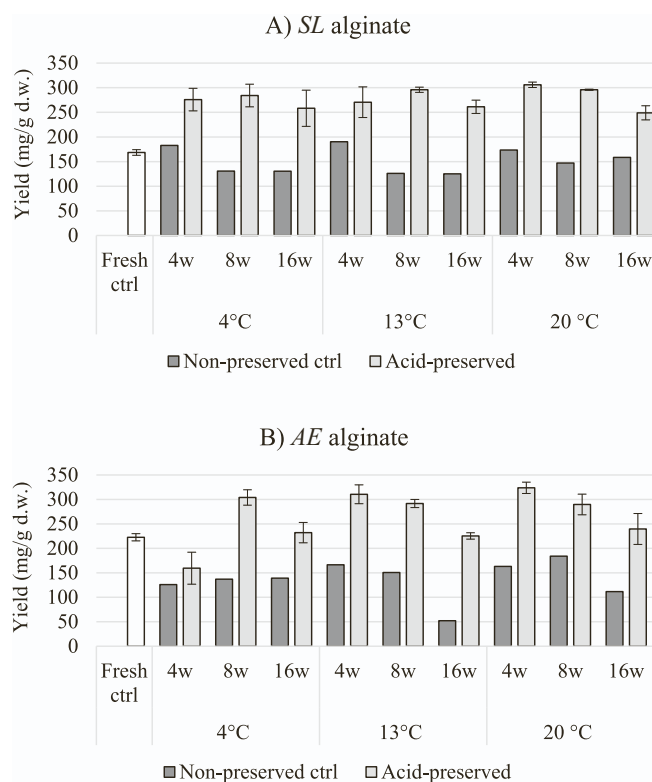 A) SL alginate
Yield (mg/g d.w.)
350
300
250
200
150
100
50
0
Fresh ctrl 4w 8w 16w 4w 8w 16w 4w 8w 16w
4°C 13°C 20 °C
Non-preserved ctrl Acid-preserved
B) AE alginate
Yield (mg/g d.w.)
350
300
250
200
150
100
50
0
Fresh ctrl 4w 8w 16w 4w 8w 16w 4w 8w 16w
4°C 13°C 20 °C
Non-preserved ctrl Acid-preserved